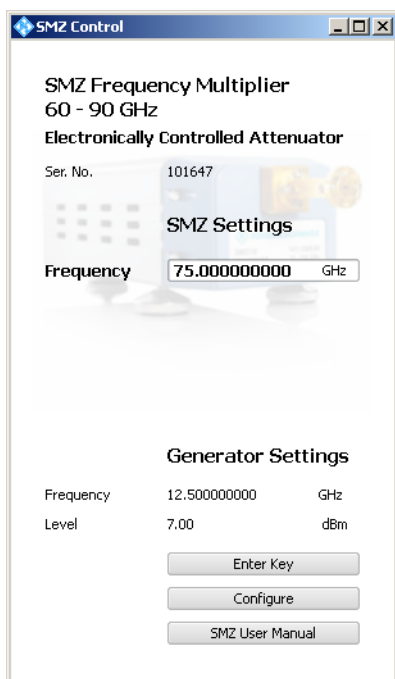 SMZ Control
SMZ Frequency Multiplier
60 - 90 GHz
Electronically Controlled Attenuator
Ser. No. 101647
SMZ Settings
Frequency 75.000000000 GHz
Generator Settings
Frequency 12.500000000 GHz
Level 7.00 dBm
Enter Key
Configure
SMZ User Manual